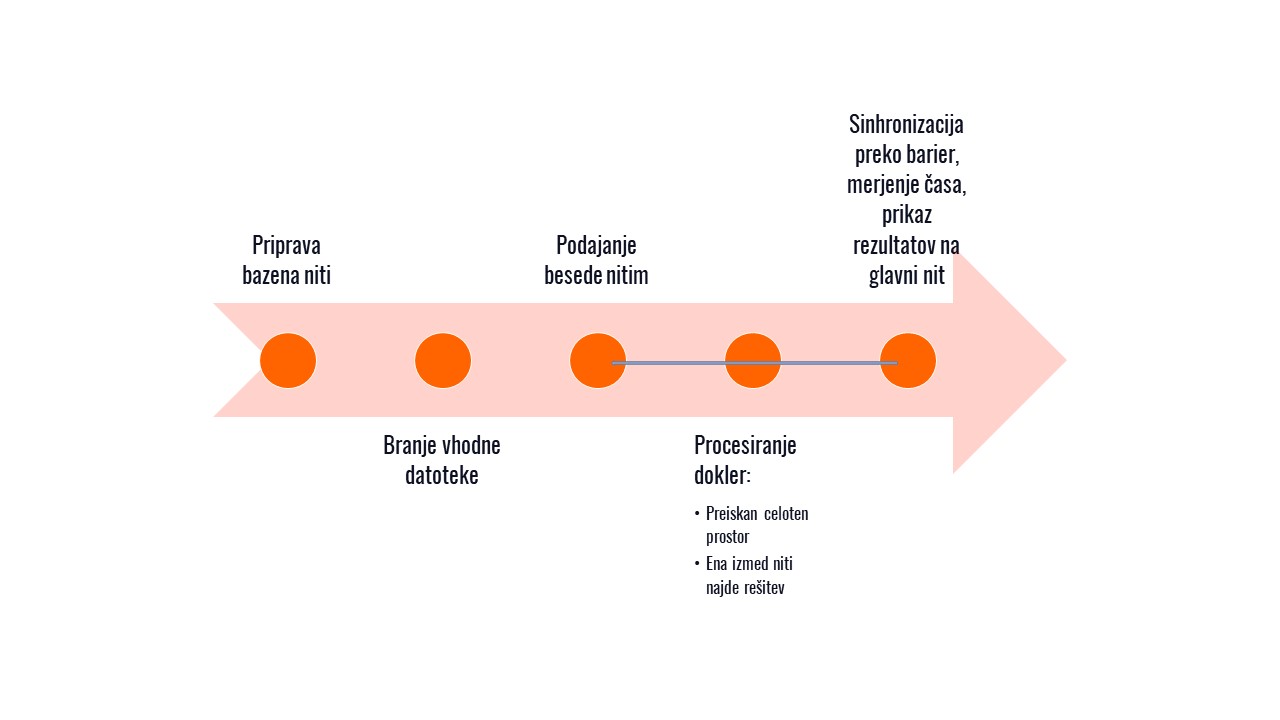 Priprava
bazena niti
Branje vhodne
datoteke
Podajanje
besede nitim
Procesiranje
dokler:
• Preiskan celoten
prostor
• Ena izmed niti
najde rešitev
Sinhronizacija
preko barier,
merjenje časa,
prikaz
rezultatov na
glavni nit